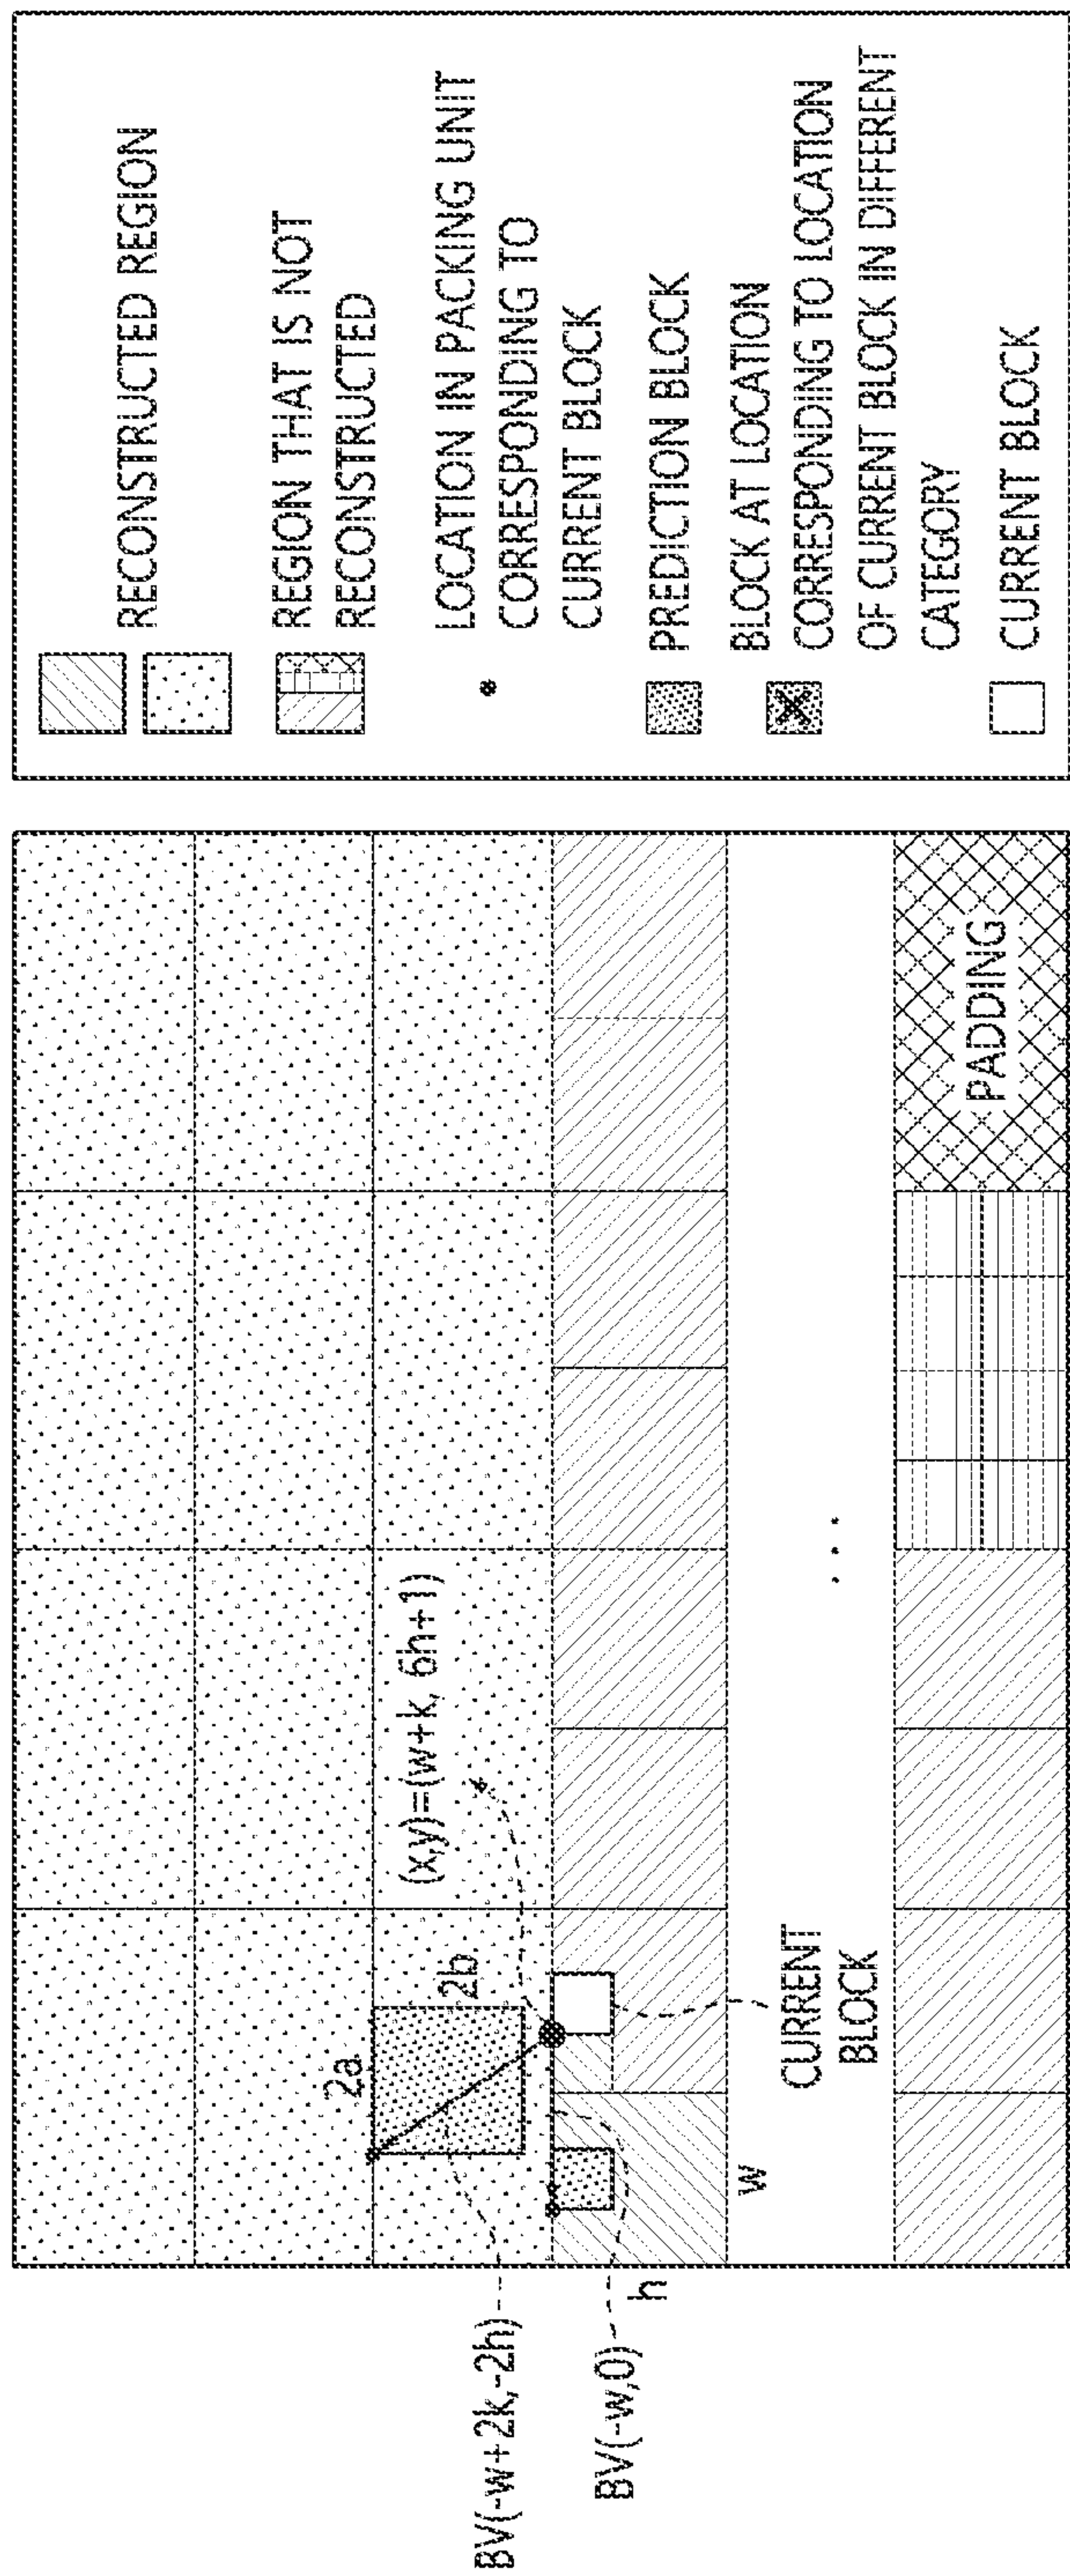 BV(-w+2k,-2h)
BV(-w,0)
h
w
2a
2b
(x,y)=(w+k, 6h+1)
CURRENT
BLOCK
...
PADDING
RECONSTRUCTED REGION
REGION THAT IS NOT
RECONSTRUCTED
LOCATION IN PACKING UNIT
CORRESPONDING TO
CURRENT BLOCK
PREDICTION BLOCK
BLOCK AT LOCATION
CORRESPONDING TO LOCATION
OF CURRENT BLOCK IN DIFFERENT
CATEGORY
CURRENT BLOCK